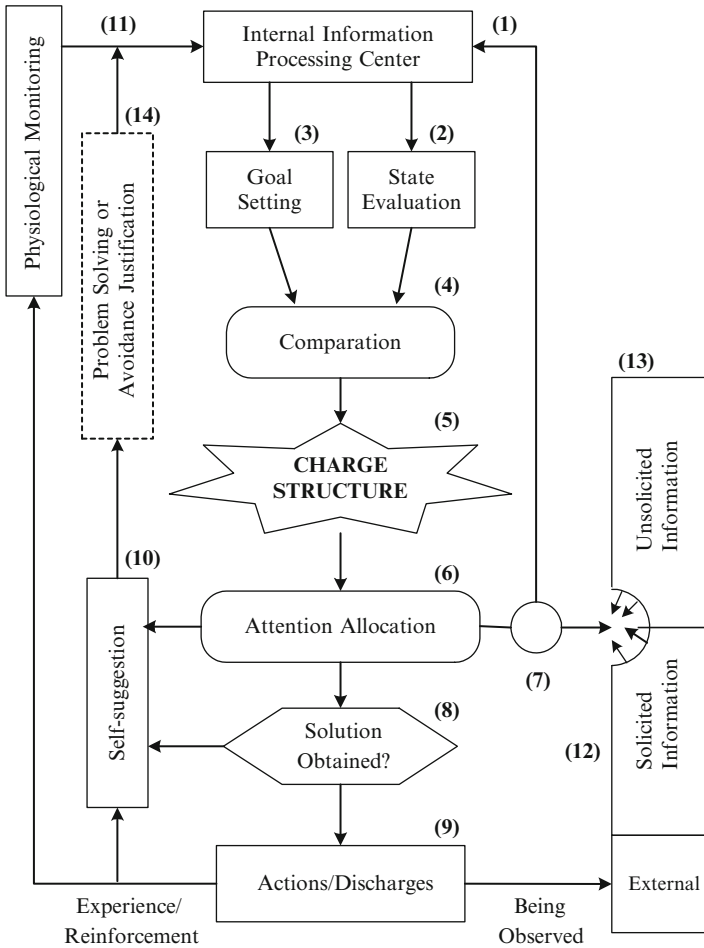 (11)
(1)
Internal Information
Processing Center
Physiological Monitoring
(14)
(3)
(2)
Goal
Setting
State
Evaluation
Problem Solving or
Avoidance Justification
(4)
Comparation
(13)
(5)
CHARGE
STRUCTURE
Unsolicited
Information
(10)
(6)
Attention Allocation
(7)
Self-suggestion
(8)
Solution
Obtained?
(12)
Solicited
Information
(9)
Actions/Discharges
External
Experience/
Reinforcement
Being
Observed